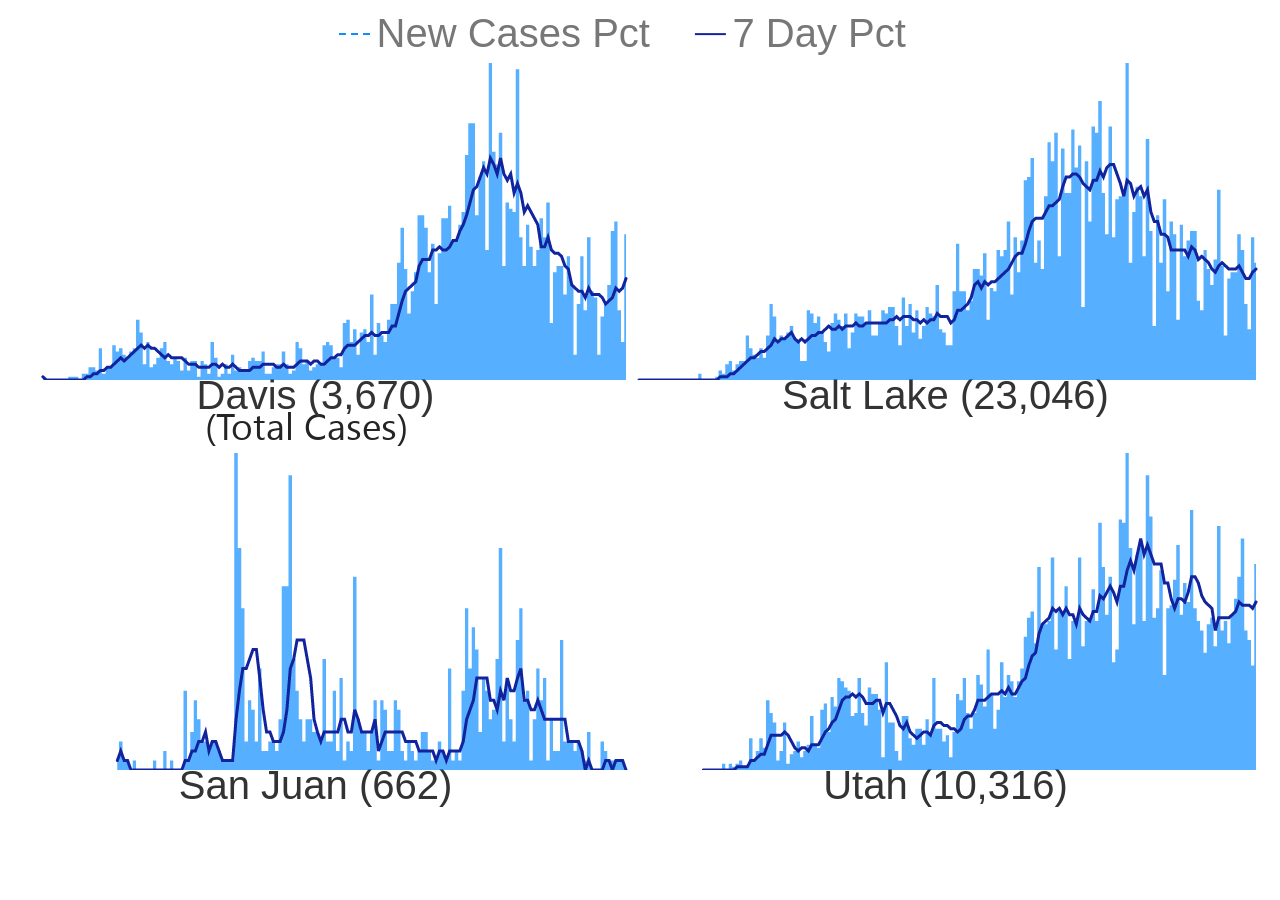 New Cases Pct 7 Day Pct
Davis (3,670) Salt Lake (23,046)
(Total Cases)
San Juan (662) Utah (10,316)